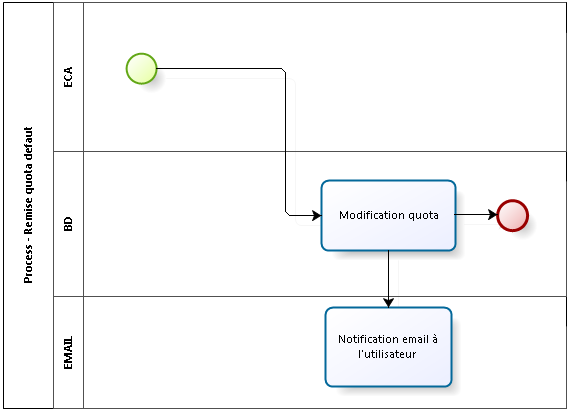 Process - Remise quota defaut
ECA
BD
Modification quota
EMAIL
Notification email à
l'utilisateur